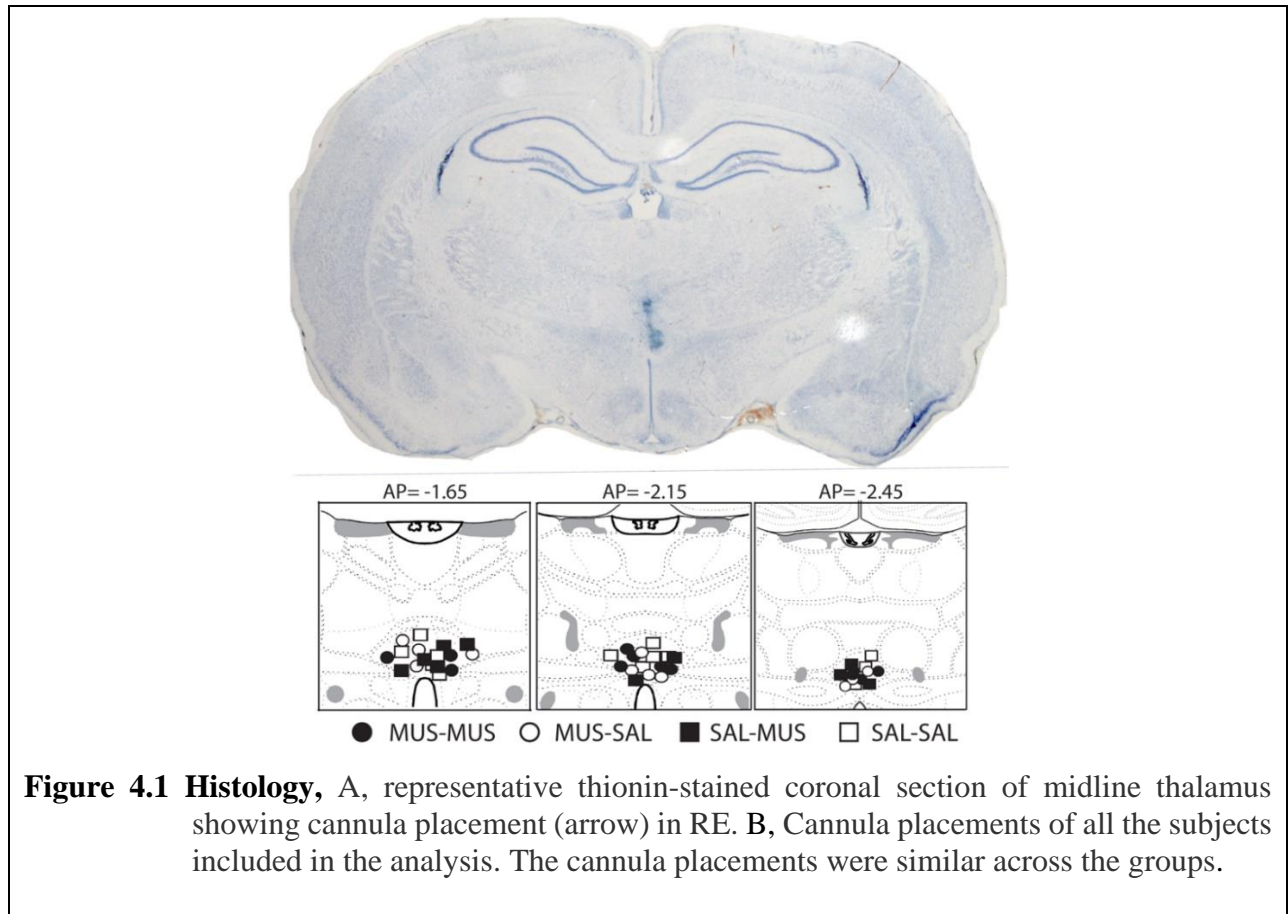 AP= -1.65 AP= -2.15 AP= -2.45
● MUS-MUS ○ MUS-SAL ■ SAL-MUS □ SAL-SAL
Figure 4.1 Histology, A, representative thionin-stained coronal section of midline thalamus
showing cannula placement (arrow) in RE. B, Cannula placements of all the subjects
included in the analysis. The cannula placements were similar across the groups.